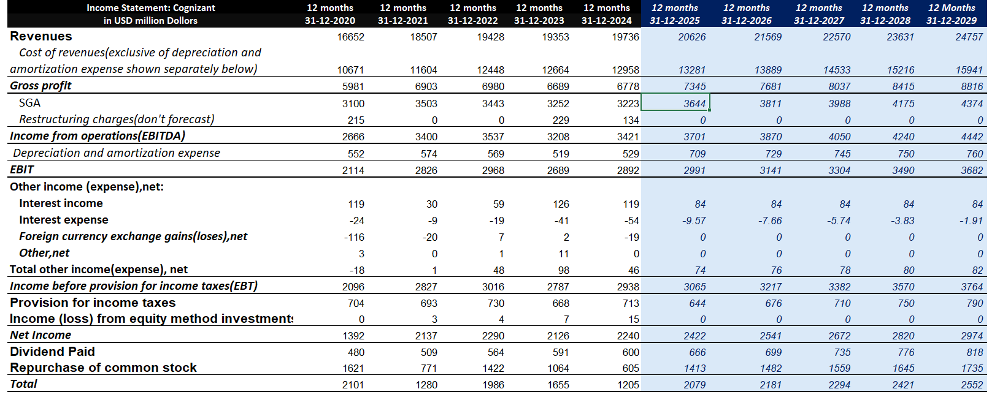 Income Statement: Cognizant 12 months 12 months 12 months 12 months 12 months 12 months 12 months 12 months 12 months 12 Months
in USD million Dollors 31-12-2020 31-12-2021 31-12-2022 31-12-2023 31-12-2024 31-12-2025 31-12-2026 31-12-2027 31-12-2028 31-12-2029
Revenues 16652 18507 19428 19353 19736 20626 21569 22570 23631 24757
Cost of revenues(exclusive of depreciation and
amortization expense shown separately below) 10671 11604 12448 12664 12958 13281 13889 14533 15216 15941
Gross profit 5981 6903 6980 6689 6778 7345 7681 8037 8415 8816
SGA 3100 3503 3443 3252 3223 3644 3811 3988 4175 4374
Restructuring charges(don't forecast) 215 0 0 229 134 0 0 0 0 0
Income from operations(EBITDA) 2666 3400 3537 3208 3421 3701 3870 4050 4240 4442
Depreciation and amortization expense 552 574 569 519 529 709 729 745 750 760
EBIT 2114 2826 2968 2689 2892 2991 3141 3304 3490 3682
Other income (expense),net:
Interest income 119 30 59 126 119 84 84 84 84 84
Interest expense -24 -9 -19 -41 -54 -9.57 -7.66 -5.74 -3.83 -1.91
Foreign currency exchange gains(loses),net -116 -20 7 2 -19 0 0 0 0 0
Other,net 3 0 1 11 0 0 0 0 0 0
Total other income(expense), net -18 1 48 98 46 74 76 78 80 82
Income before provision for income taxes(EBT) 2096 2827 3016 2787 2938 3065 3217 3382 3570 3764
Provision for income taxes 704 693 730 668 713 644 676 710 750 790
Income (loss) from equity method investments 0 3 4 7 15 0 0 0 0 0
Net Income 1392 2137 2290 2126 2240 2422 2541 2672 2820 2974
Dividend Paid 480 509 564 591 600 666 699 735 776 818
Repurchase of common stock 1621 771 1422 1064 605 1413 1482 1559 1645 1735
Total 2101 1280 1986 1655 1205 2079 2181 2294 2421 2552